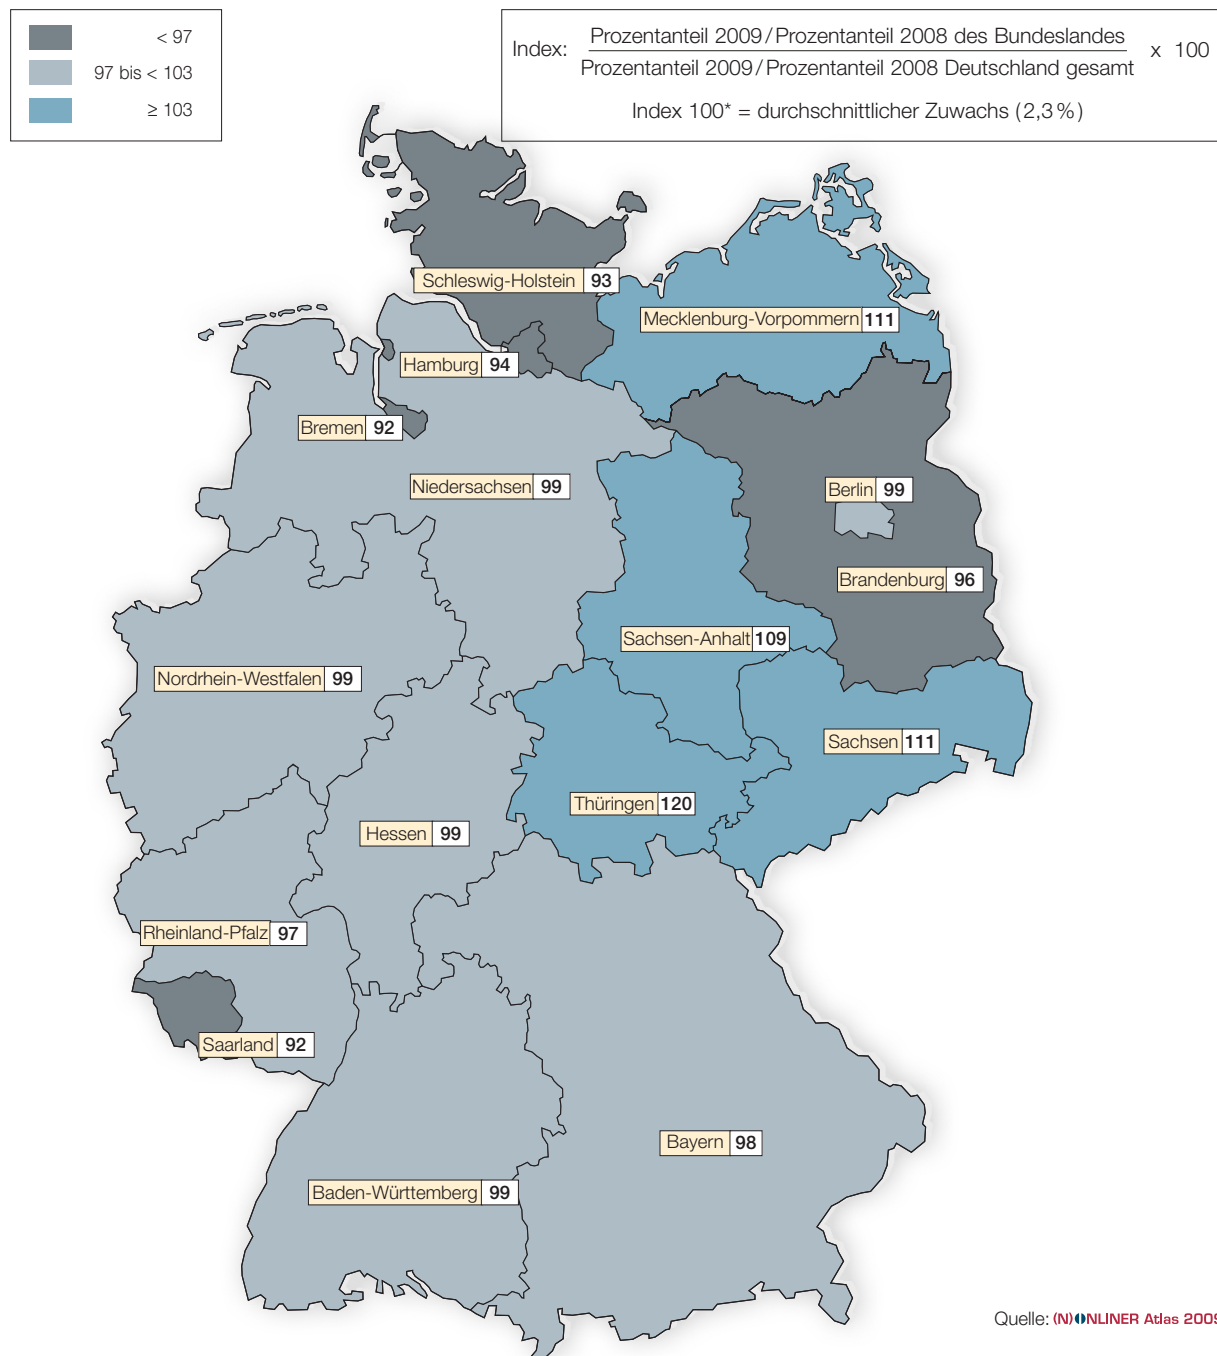 < 97
97 bis < 103
≥ 103
Index: Prozentanteil 2009/Prozentanteil 2008 des Bundeslandes x 100
Prozentanteil 2009/Prozentanteil 2008 Deutschland gesamt
Index 100* = durchschnittlicher Zuwachs (2,3%)
Schleswig-Holstein 93
Mecklenburg-Vorpommern 111
Hamburg 94
Bremen 92
Niedersachsen 99
Berlin 99
Brandenburg 96
Sachsen-Anhalt 109
Nordrhein-Westfalen 99
Sachsen 111
Thüringen 120
Hessen 99
Rheinland-Pfalz 97
Saarland 92
Bayern 98
Baden-Württemberg 99
Quelle: (N)ONLINER Atlas 2009